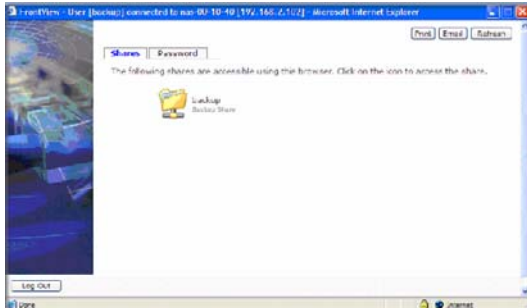 FrontView - User [backup] connected to nas-00-10-40 [192.168.2.102] - Microsoft Internet Explorer
Print Email Refresh
Shares Password
The following shares are accessible using this browser. Click on the icon to access the share.
backup
Backup Share
Log Out
Done Internet